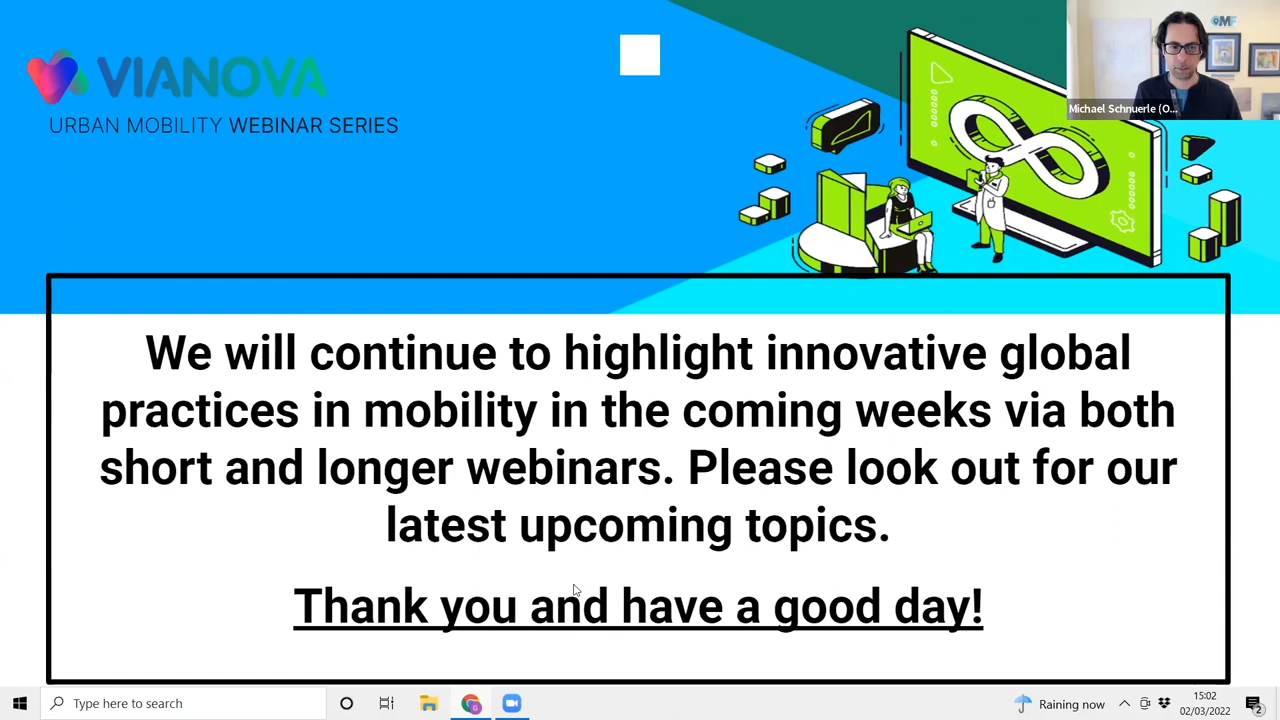 VIANOVA
URBAN MOBILITY WEBINAR SERIES
OMF
Michael Schnuerle (O...
We will continue to highlight innovative global
practices in mobility in the coming weeks via both
short and longer webinars. Please look out for our
latest upcoming topics.
Thank you and have a good day!
Type here to search
Raining now
15:02
02/03/2022
2